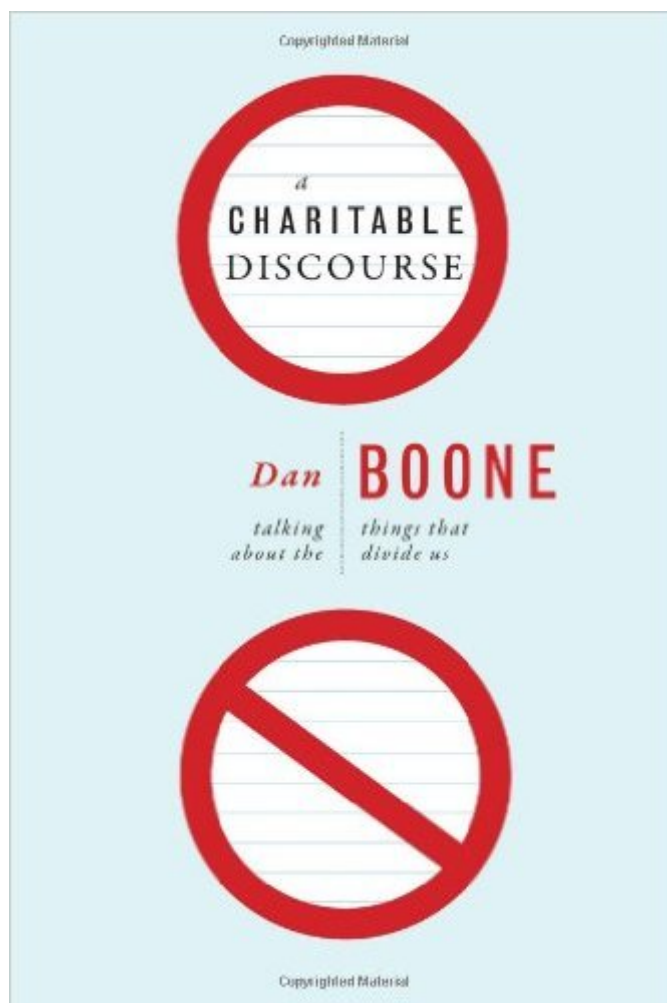 Copyrighted Material
a
CHARITABLE
DISCOURSE
Dan BOONE
talking things that
about the divide us
Copyrighted Material